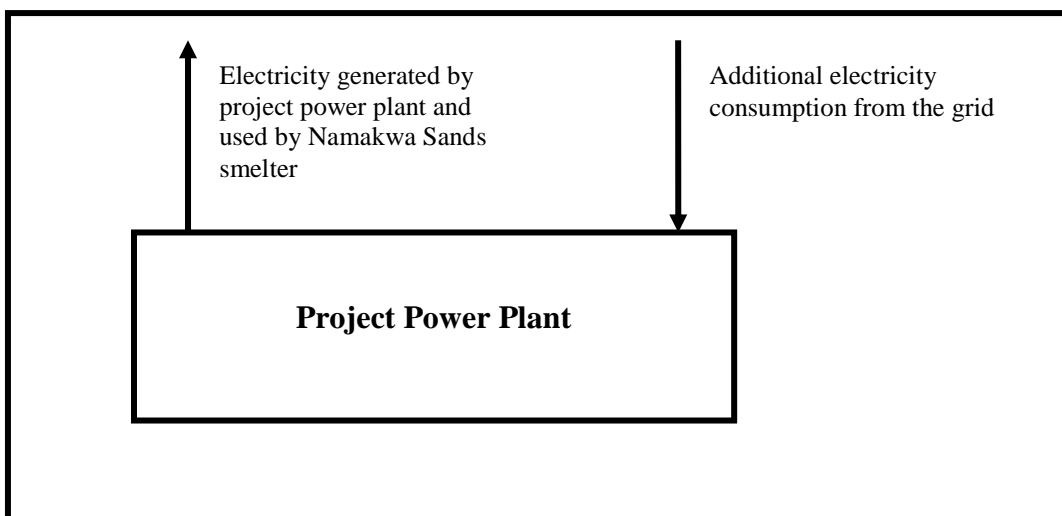 Electricity generated by
project power plant and
used by Namakwa Sands
smelter
Additional electricity
consumption from the grid
Project Power Plant